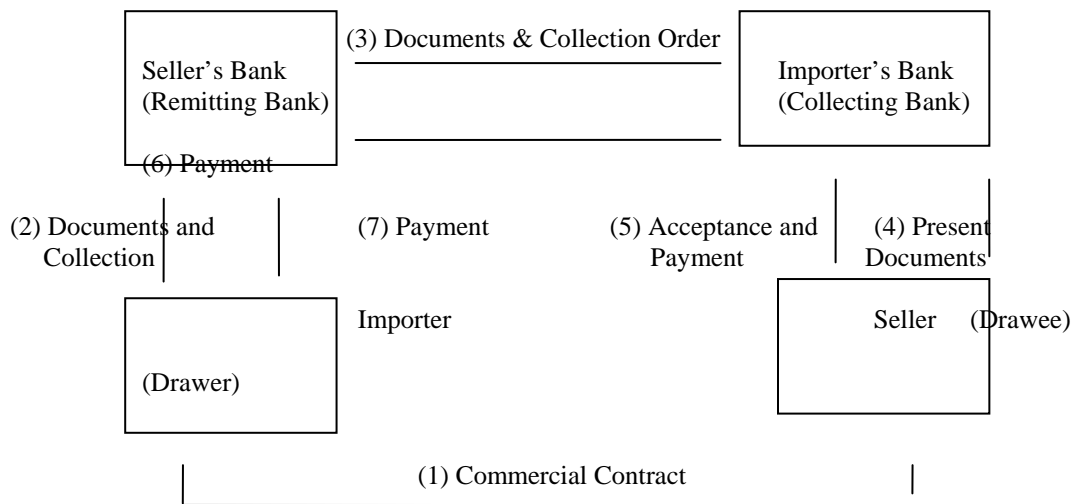 (3) Documents & Collection Order
Seller's Bank
(Remitting Bank)
Importer's Bank
(Collecting Bank)
(6) Payment
(2) Documents and
Collection
(7) Payment
(5) Acceptance and
Payment
(4) Present
Documents
Importer
Seller (Drawee)
(Drawer)
(1) Commercial Contract